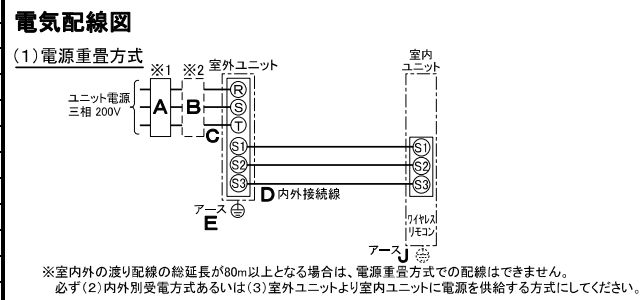 電気配線図
(1)電源重畳方式
※1 ※2 室外ユニット
室内
ユニット
ユニット電源
三相 200V
A B C
R
S
T
S1
S2
S3
S1
S2
S3
D 内外接続線
アース
E
ワイヤレス
リモコン
アース J
※室内外の渡り配線の総延長が80m以上となる場合は、電源重畳方式での配線はできません。
必ず(2)内外別受電方式あるいは(3)室外ユニットより室内ユニットに電源を供給する方式にしてください。